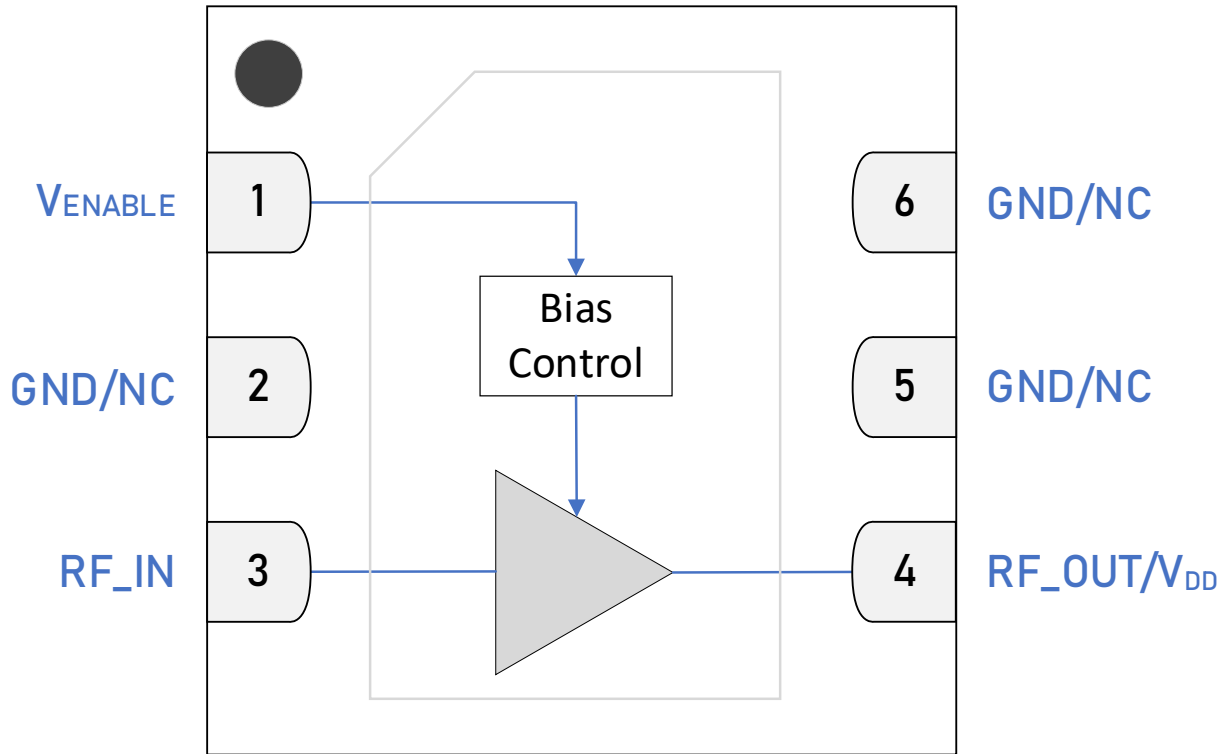 VENABLE
1
6
GND/NC
Bias
Control
GND/NC
2
5
GND/NC
RF_IN
3
4
RF_OUT/VDD